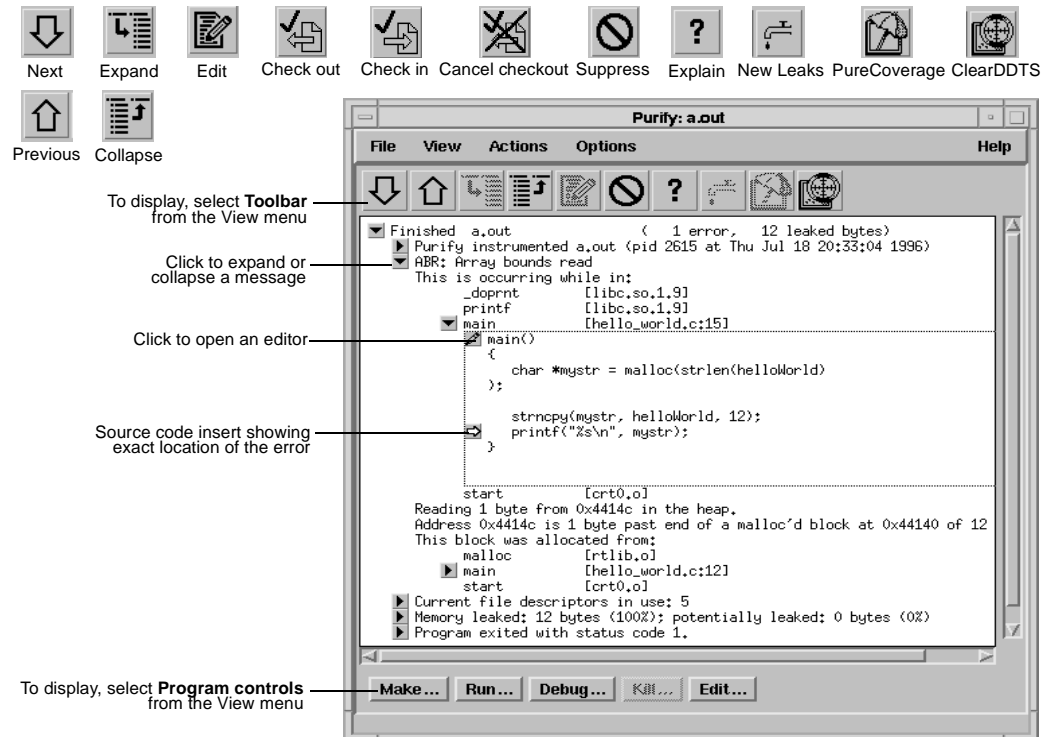 Next
Expand
Edit
Check out
Check in
Cancel checkout
Suppress
?
Explain
New Leaks
PureCoverage
ClearDDTS
Previous
Collapse
Purify: a.out
File View Actions Options Help
To display, select Toolbar
from the View menu
?
Finished a.out ( 1 error, 12 leaked bytes)
Purify instrumented a.out (pid 2615 at Thu Jul 18 20:33:04 1996)
Click to expand or
collapse a message
ABR: Array bounds read
This is occurring while in:
_doprnt [libc.so.1.9]
printf [libc.so.1.9]
main [hello_world.c:15]
Click to open an editor
main()
{
char *mystr = malloc(strlen(helloWorld)
);
strncpy(mystr, helloWorld, 12);
Source code insert showing
exact location of the error
printf("%s\n", mystr);
}
start [crt0.o]
Reading 1 byte from 0x4414c in the heap.
Address 0x4414c is 1 byte past end of a malloc'd block at 0x44140 of 12
This block was allocated from:
malloc [rtlib.o]
main [hello_world.c:12]
start [crt0.o]
Current file descriptors in use: 5
Memory leaked: 12 bytes (100%); potentially leaked: 0 bytes (0%)
Program exited with status code 1.
To display, select Program controls
from the View menu
Make... Run... Debug... Kill... Edit...